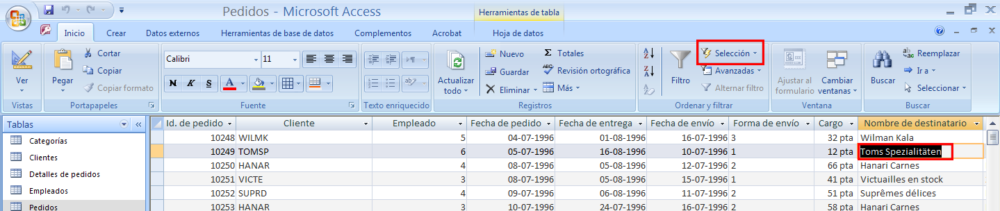 Pedidos - Microsoft Access
Herramientas de tabla
Inicio Crear Datos externos Herramientas de base de datos Complementos Acrobat Hoja de datos
Ver
Vistas
Pegar
Cortar
Copiar
Copiar formato
Portapapeles
Calibri 11
N K S A
Fuente
Texto enriquecido
Actualizar
todo
Nuevo
Guardar
Eliminar
Σ Totales
Revisión ortográfica
Más
Registros
Filtro
Selección
Avanzadas
Alternar filtro
Ordenar y filtrar
Ajustar al
formulario
Cambiar
ventanas
Ventana
Buscar
Reemplazar
Ir a
Seleccionar
Buscar
Tablas
Categorías
Clientes
Detalles de pedidos
Empleados
Pedidos
Id. de pedido Cliente Empleado Fecha de pedido Fecha de entrega Fecha de envío Forma de envío Cargo Nombre de destinatario
10248 WILMK 5 04-07-1996 01-08-1996 16-07-1996 3 32 pta Wilman Kala
10249 TOMSP 6 05-07-1996 16-08-1996 10-07-1996 1 12 pta Toms Spezialitäten
10250 HANAR 4 08-07-1996 05-08-1996 12-07-1996 2 66 pta Hanari Carnes
10251 VICTE 3 08-07-1996 05-08-1996 15-07-1996 1 41 pta Victuailles en stock
10252 SUPRD 4 09-07-1996 06-08-1996 11-07-1996 2 51 pta Suprêmes délices
10253 HANAR 3 10-07-1996 24-07-1996 16-07-1996 2 58 pta Hanari Carnes